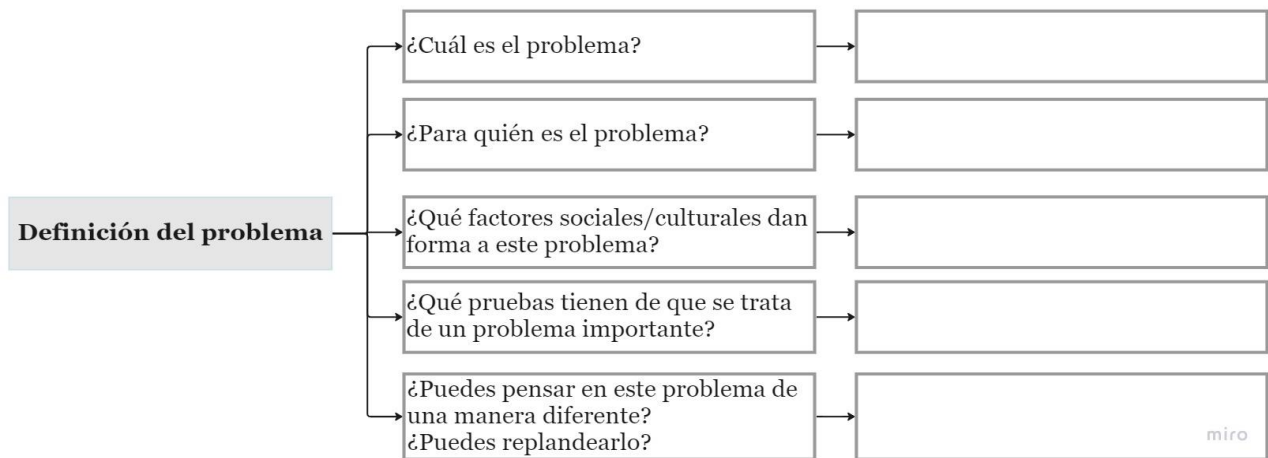 ¿Cuál es el problema?
¿Para quién es el problema?
Definición del problema
¿Qué factores sociales/culturales dan
forma a este problema?
¿Qué pruebas tienen de que se trata
de un problema importante?
¿Puedes pensar en este problema de
una manera diferente?
¿Puedes replandearlo?
miro